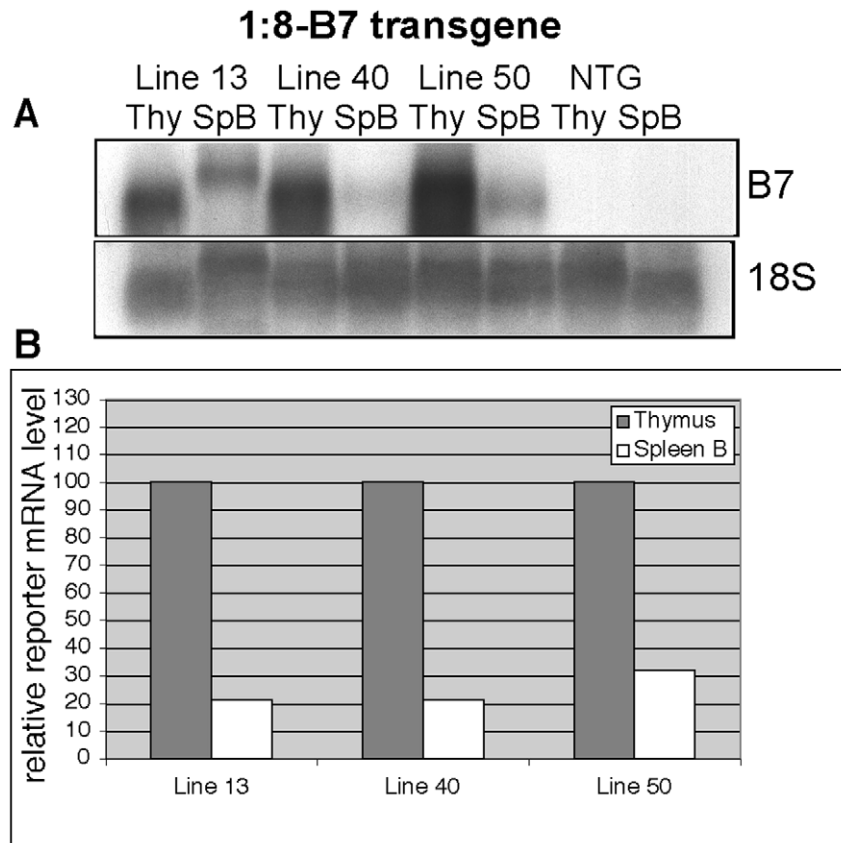 1:8-B7 transgene
Line 13 Line 40 Line 50 NTG
A Thy SpB Thy SpB Thy SpB Thy SpB
B7
18S
B
relative reporter mRNA level
130
120
110
100
90
80
70
60
50
40
30
20
10
0
Thymus
Spleen B
Line 13 Line 40 Line 50